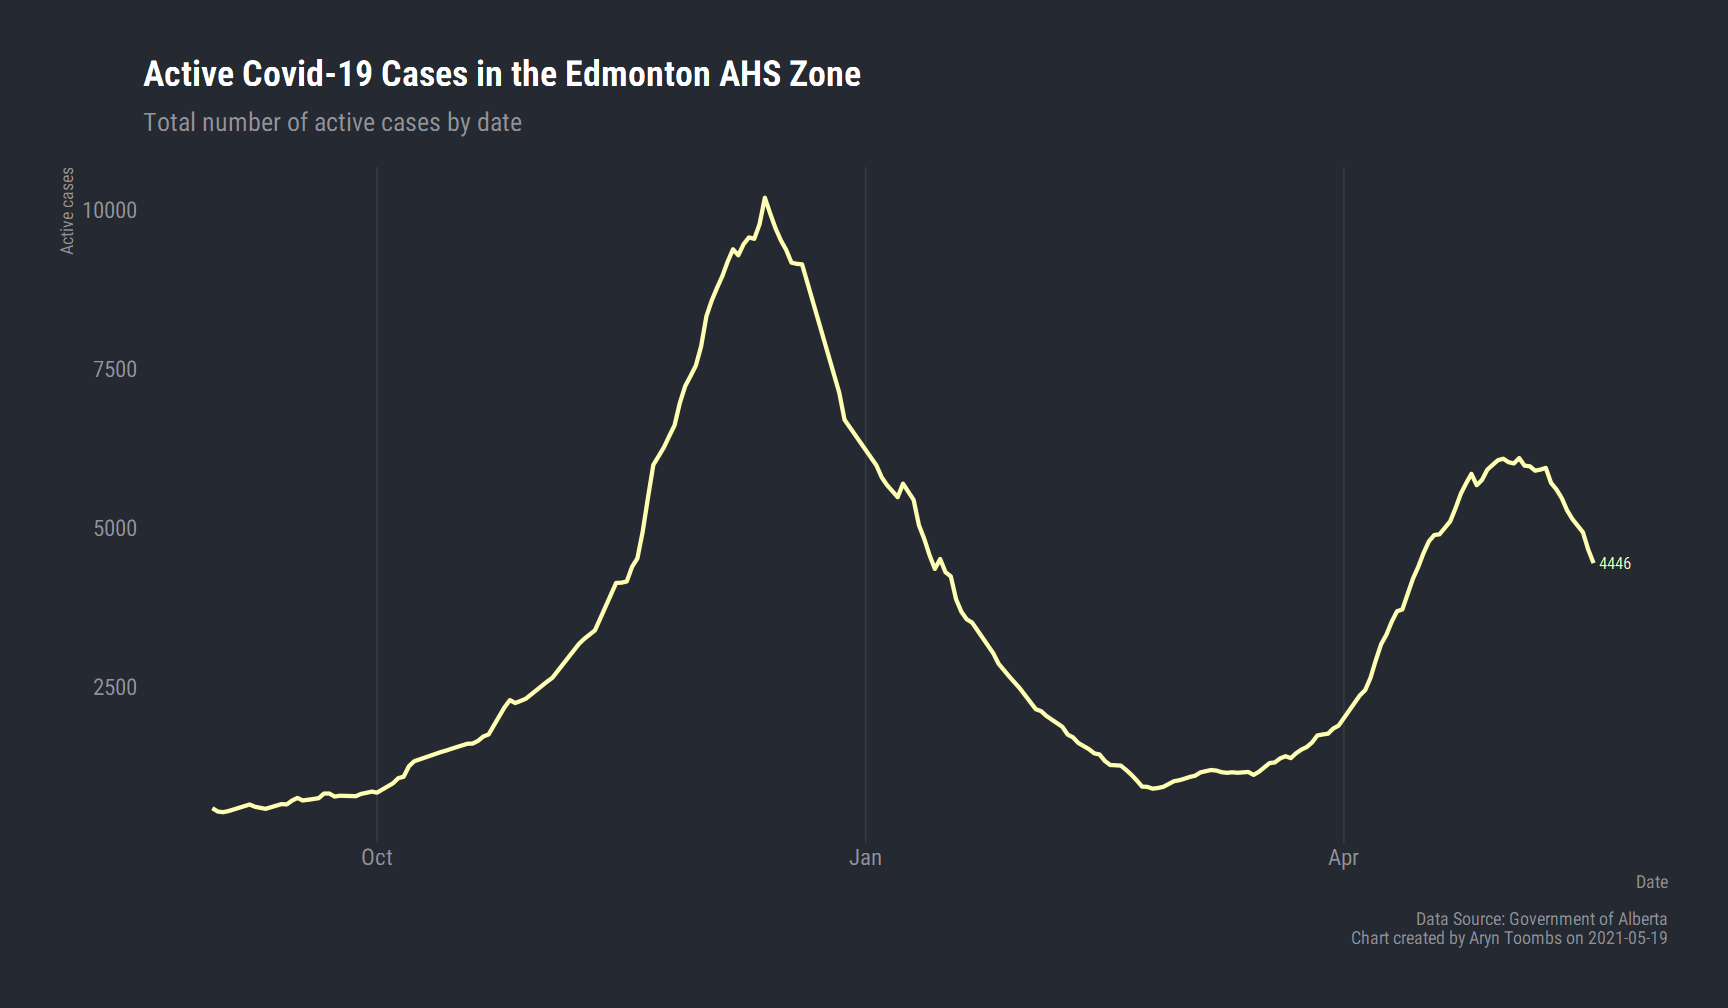 Active Covid-19 Cases in the Edmonton AHS Zone
Total number of active cases by date
Active cases
10000
7500
5000
2500
4446
Oct
Jan
Apr
Date
Data Source: Government of Alberta
Chart created by Aryn Toombs on 2021-05-19